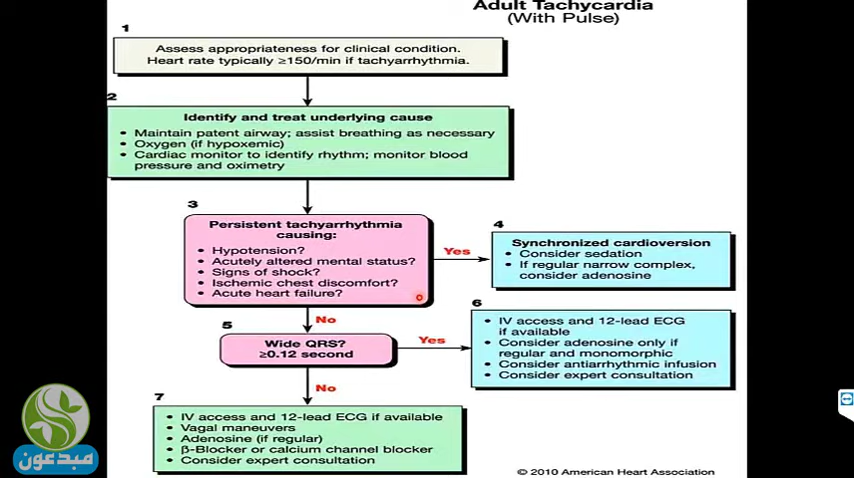 Adult Tachycardia
(With Pulse)
1
Assess appropriateness for clinical condition.
Heart rate typically ≥150/min if tachyarrhythmia.
2
Identify and treat underlying cause
• Maintain patent airway; assist breathing as necessary
• Oxygen (if hypoxemic)
• Cardiac monitor to identify rhythm; monitor blood
pressure and oximetry
3
Persistent tachyarrhythmia
causing:
• Hypotension?
• Acutely altered mental status?
• Signs of shock?
• Ischemic chest discomfort?
• Acute heart failure?
Yes
4
Synchronized cardioversion
• Consider sedation
• If regular narrow complex,
consider adenosine
No
5
Wide QRS?
≥0.12 second
Yes
6
• IV access and 12-lead ECG
if available
• Consider adenosine only if
regular and monomorphic
• Consider antiarrhythmic infusion
• Consider expert consultation
No
7
• IV access and 12-lead ECG if available
• Vagal maneuvers
• Adenosine (if regular)
• β-Blocker or calcium channel blocker
• Consider expert consultation
© 2010 American Heart Association
مبدعون